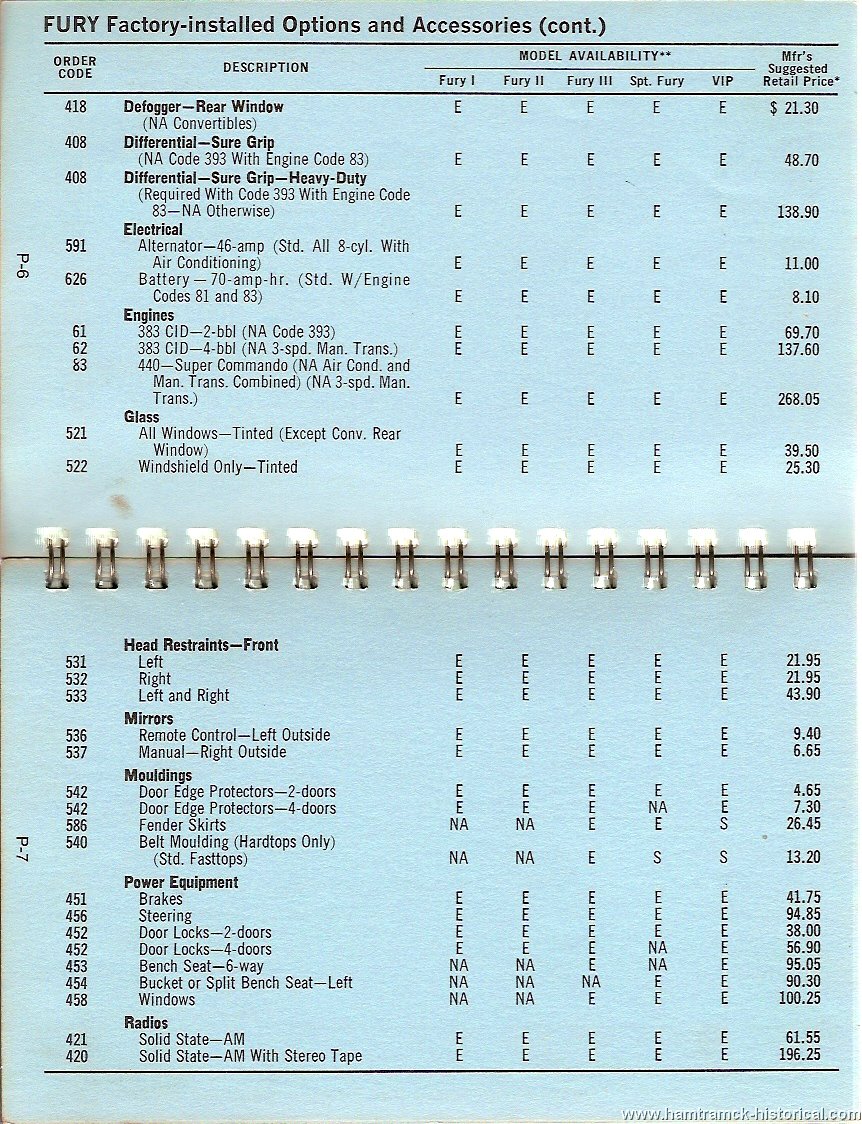 FURY Factory-installed Options and Accessories (cont.)
ORDER CODE DESCRIPTION MODEL AVAILABILITY** Mfr's Suggested Retail Price*
Fury I Fury II Fury III Spt. Fury VIP
418 Defogger—Rear Window
(NA Convertibles) E E E E E $ 21.30
408 Differential—Sure Grip
(NA Code 393 With Engine Code 83) E E E E E 48.70
408 Differential—Sure Grip—Heavy-Duty
(Required With Code 393 With Engine Code
83—NA Otherwise) E E E E E 138.90
Electrical
591 Alternator—46-amp (Std. All 8-cyl. With
Air Conditioning) E E E E E 11.00
626 Battery—70-amp-hr. (Std. W/Engine
Codes 81 and 83) E E E E E 8.10
Engines
61 383 CID—2-bbl (NA Code 393) E E E E E 69.70
62 383 CID—4-bbl (NA 3-spd. Man. Trans.) E E E E E 137.60
83 440—Super Commando (NA Air Cond. and
Man. Trans. Combined) (NA 3-spd. Man.
Trans.) E E E E E 268.05
Glass
521 All Windows—Tinted (Except Conv. Rear
Window) E E E E E 39.50
522 Windshield Only—Tinted E E E E E 25.30
P-6
Head Restraints—Front
531 Left E E E E E 21.95
532 Right E E E E E 21.95
533 Left and Right E E E E E 43.90
Mirrors
536 Remote Control—Left Outside E E E E E 9.40
537 Manual—Right Outside E E E E E 6.65
Mouldings
542 Door Edge Protectors—2-doors E E E E E 4.65
542 Door Edge Protectors—4-doors E E E NA E 7.30
586 Fender Skirts NA NA E E S 26.45
540 Belt Moulding (Hardtops Only)
(Std. Fasttops) NA NA E S S 13.20
Power Equipment
451 Brakes E E E E E 41.75
456 Steering E E E E E 94.85
452 Door Locks—2-doors E E E E E 38.00
452 Door Locks—4-doors E E E NA E 56.90
453 Bench Seat—6-way NA NA E NA E 95.05
454 Bucket or Split Bench Seat—Left NA NA NA E E 90.30
458 Windows NA NA E E E 100.25
Radios
421 Solid State—AM E E E E E 61.55
420 Solid State—AM With Stereo Tape E E E E E 196.25
P-7
www.hamtramck-historical.com